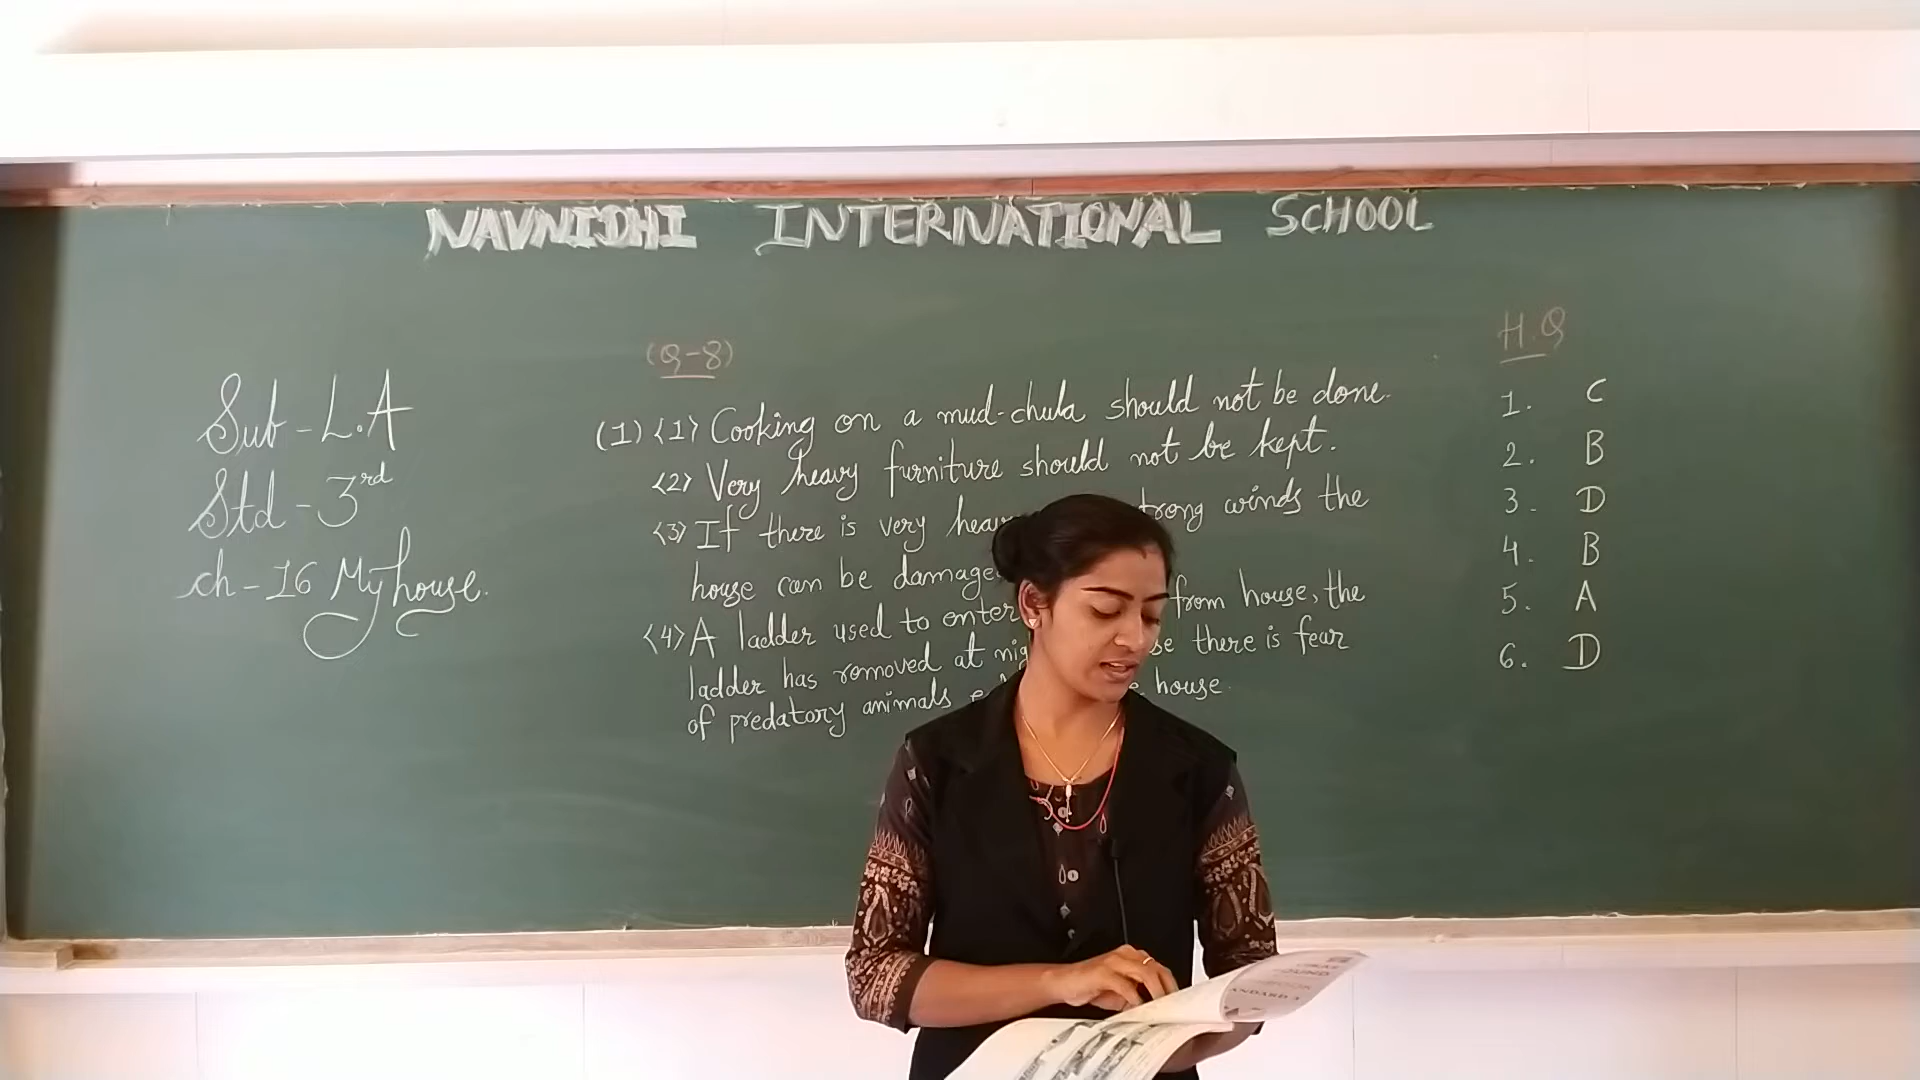 NAVNIDHI INTERNATIONAL SCHOOL
Sub - L.A
Std - 3rd
ch - 16 My house.
(Q-8)
(1) <1> Cooking on a mud-chula should not be done.
<2> Very heavy furniture should not be kept.
<3> If there is very winds the
house can be
<4> A ladder used to enter from house, the
ladder has removed at there is fear
of predatory animals house.
H.Q
1. C
2. B
3. D
4. B
5. A
6. D